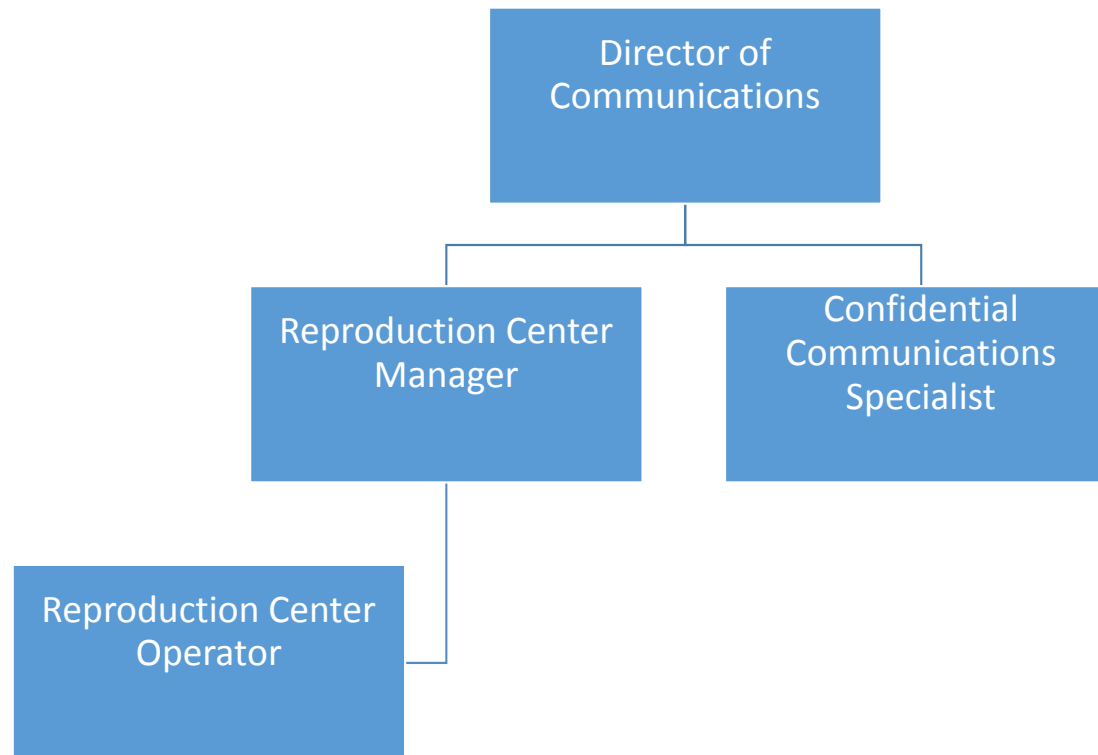 Director of
Communications
Reproduction Center
Manager
Confidential
Communications
Specialist
Reproduction Center
Operator